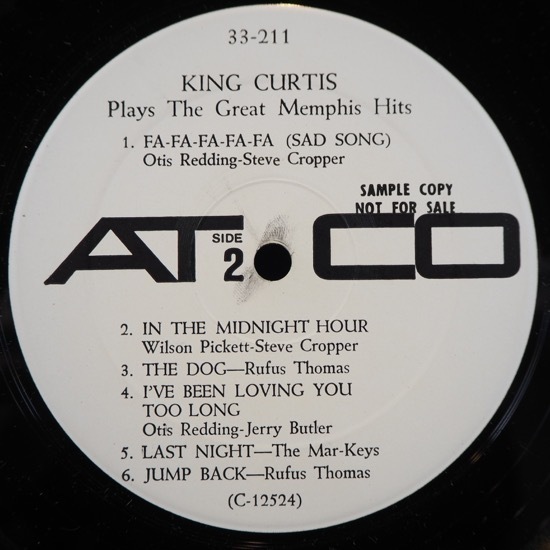 33-211
KING CURTIS
Plays The Great Memphis Hits
1. FA-FA-FA-FA-FA (SAD SONG)
Otis Redding-Steve Cropper
SAMPLE COPY
NOT FOR SALE
ATCO
SIDE
2
2. IN THE MIDNIGHT HOUR
Wilson Pickett-Steve Cropper
3. THE DOG—Rufus Thomas
4. I'VE BEEN LOVING YOU
TOO LONG
Otis Redding-Jerry Butler
5. LAST NIGHT—The Mar-Keys
6. JUMP BACK—Rufus Thomas
(C-12524)